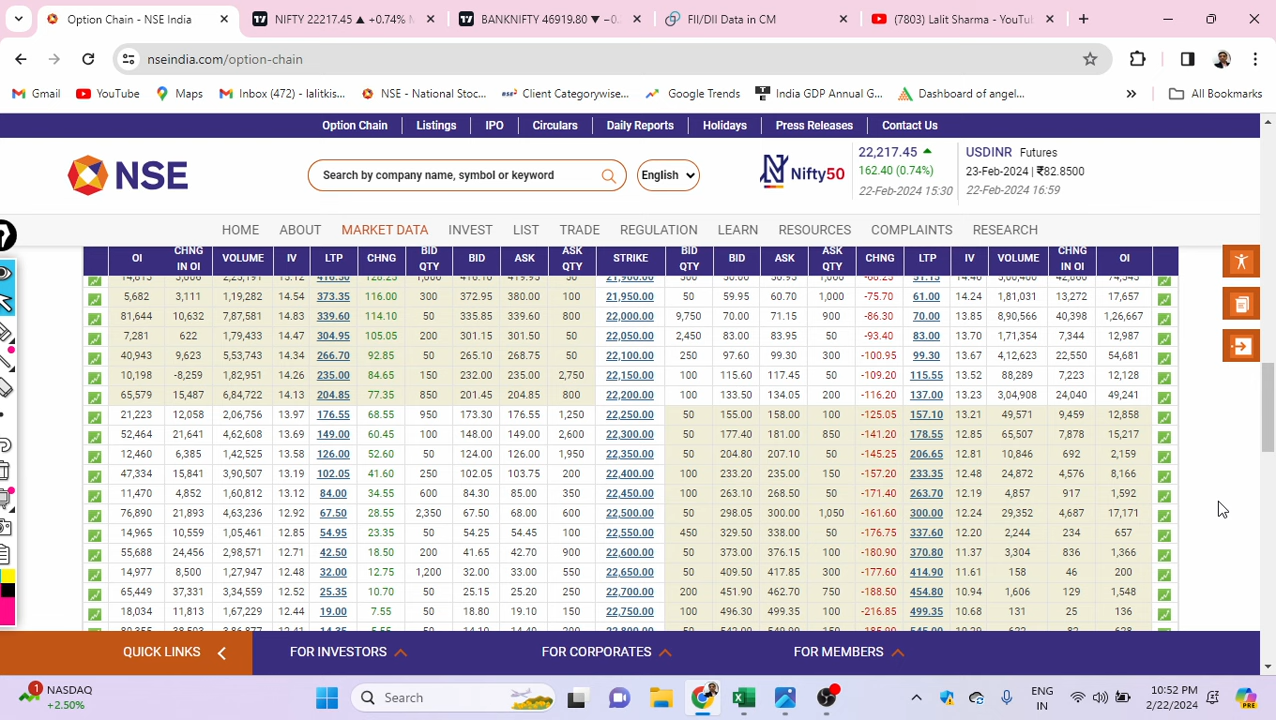 Option Chain - NSE India
NIFTY 22217.45 ▲ +0.74%
BANKNIFTY 46919.80 ▼ −0.
FII/DII Data in CM
(7803) Lalit Sharma - YouTu
nseindia.com/option-chain
Gmail YouTube Maps Inbox (472) - lalitkis... NSE - National Stoc... Client Categorywise... Google Trends India GDP Annual G... Dashboard of angel... » All Bookmarks
Option Chain Listings IPO Circulars Daily Reports Holidays Press Releases Contact Us
NSE
Search by company name, symbol or keyword
English
Nifty50
22,217.45
162.40 (0.74%)
22-Feb-2024 15:30
USDINR Futures
23-Feb-2024 | ₹82.8500
22-Feb-2024 16:59
HOME ABOUT MARKET DATA INVEST LIST TRADE REGULATION LEARN RESOURCES COMPLAINTS RESEARCH
OI CHNG IN OI VOLUME IV LTP CHNG BID QTY BID ASK ASK QTY STRIKE BID QTY BID ASK ASK QTY CHNG LTP VOLUME CHNG IN OI OI
5,682 3,111 1,19,282 14.54 373.35 116.00 300 372.95 380.00 100 21,950.00 50 59.95 60.70 1,000 -75.70 61.00 14.24 1,81,031 13,272 17,657
81,644 10,632 7,87,581 14.83 339.60 114.10 50 335.85 339.60 800 22,000.00 9,750 70.00 71.15 900 -86.30 70.00 13.85 8,90,566 40,398 1,26,667
7,281 622 1,79,433 14.47 304.95 105.05 200 301.15 301.50 50 22,050.00 2,450 83.00 83.95 50 -93.40 83.00 13.70 1,71,354 7,344 12,987
40,943 9,623 5,53,743 14.34 266.70 92.85 50 265.10 268.75 50 22,100.00 250 97.60 99.30 300 -100.95 99.30 13.67 4,12,623 22,550 54,681
10,198 -8,259 1,82,951 14.26 235.00 84.65 150 232.00 235.00 2,750 22,150.00 100 115.60 117.45 50 -109.20 115.55 13.52 88,289 7,223 12,128
65,579 15,487 6,84,722 14.13 204.85 77.35 850 201.45 204.85 800 22,200.00 100 133.50 134.05 200 -116.20 137.00 13.23 3,04,908 24,040 49,241
21,223 12,058 2,06,756 13.97 176.55 68.55 950 173.30 176.55 1,250 22,250.00 50 155.00 158.00 100 -125.05 157.10 13.21 49,571 9,459 12,858
52,464 21,641 4,62,608 13.69 149.00 60.45 100 148.00 149.00 2,600 22,300.00 50 177.40 181.00 850 -141.20 178.55 12.85 65,507 7,878 15,217
12,460 6,385 1,42,525 13.58 126.00 52.60 50 124.00 126.00 1,950 22,350.00 50 204.80 207.10 50 -145.25 206.65 12.81 10,846 692 2,159
47,334 15,841 3,90,507 13.19 102.05 41.60 250 102.05 103.75 200 22,400.00 100 233.20 235.05 150 -157.20 233.35 12.48 24,872 4,576 8,166
11,470 4,852 1,60,812 13.12 84.00 34.55 600 84.30 85.00 350 22,450.00 100 263.10 268.50 50 -171.40 263.70 12.19 4,857 917 1,592
76,890 21,893 4,63,236 12.92 67.50 28.55 2,350 67.50 68.00 600 22,500.00 50 298.05 300.00 1,050 -161.60 300.00 12.24 29,352 4,687 17,171
14,965 10,559 1,05,461 12.85 54.95 23.35 50 54.25 54.45 100 22,550.00 450 329.50 338.00 50 -176.75 337.60 12.20 2,244 234 657
55,688 24,456 2,98,571 12.71 42.50 18.50 200 41.65 42.70 900 22,600.00 50 373.00 376.15 100 -180.90 370.80 11.37 3,304 836 1,366
14,977 8,500 1,27,947 12.48 32.00 12.75 1,200 32.00 33.00 550 22,650.00 50 409.50 417.85 300 -177.60 414.90 11.61 158 46 200
65,449 37,331 3,34,559 12.52 25.35 10.70 50 25.15 25.20 250 22,700.00 200 451.90 462.70 750 -188.50 454.80 10.94 1,606 129 1,548
18,034 11,813 1,67,229 12.44 19.00 7.55 50 18.80 19.10 150 22,750.00 100 496.30 499.35 100 -216.85 499.35 10.68 131 25 136
QUICK LINKS FOR INVESTORS FOR CORPORATES FOR MEMBERS
1 NASDAQ
+2.50%
Search
ENG
IN
10:52 PM
2/22/2024
PRE